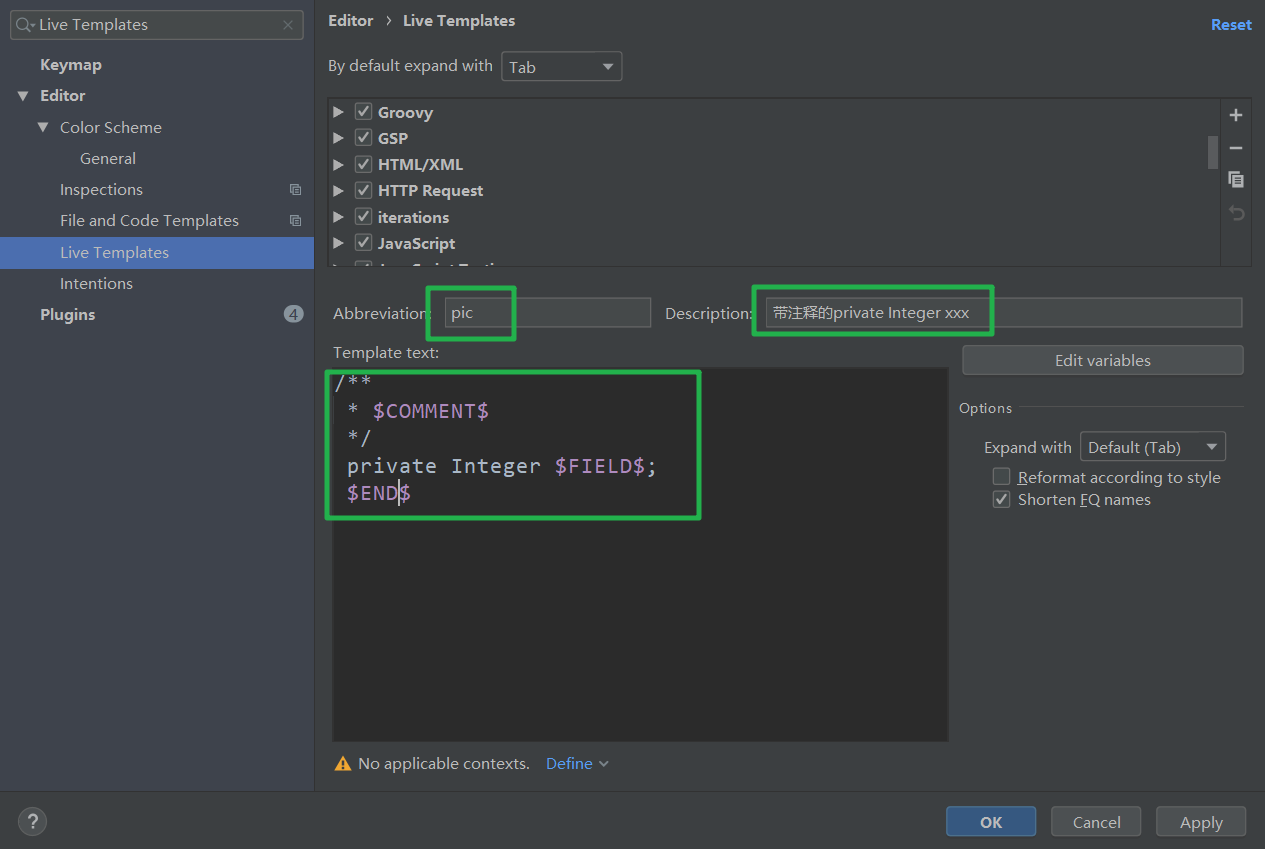 Live Templates
Keymap
Editor
Color Scheme
General
Inspections
File and Code Templates
Live Templates
Intentions
Plugins 4
Editor › Live Templates
Reset
By default expand with Tab
Groovy
GSP
HTML/XML
HTTP Request
iterations
JavaScript
Abbreviation: pic Description: 带注释的private Integer xxx
Template text:
/**
* $COMMENT$
*/
private Integer $FIELD$;
$END$
Edit variables
Options
Expand with Default (Tab)
Reformat according to style
Shorten FQ names
No applicable contexts. Define
? OK Cancel Apply